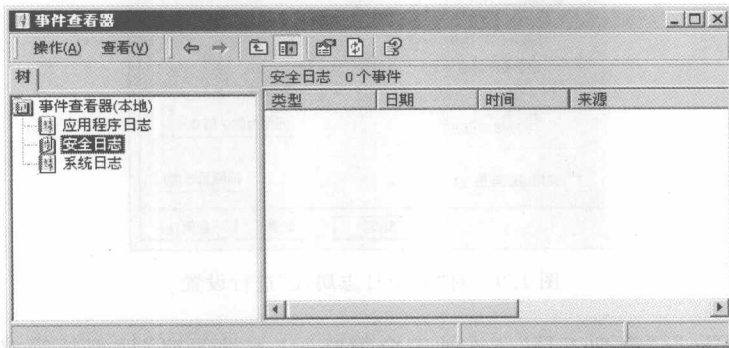 事件查看器
操作(A) 查看(V)
树
安全日志 0个事件
类型 日期 时间 来源
事件查看器(本地)
应用程序日志
安全日志
系统日志